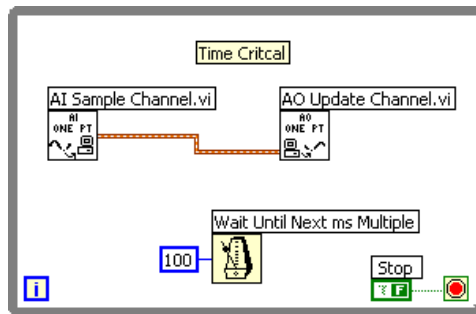 Time Critcal
AI Sample Channel.vi
AO Update Channel.vi
AI
ONE PT
AO
ONE PT
Wait Until Next ms Multiple
100
Stop
i
? F